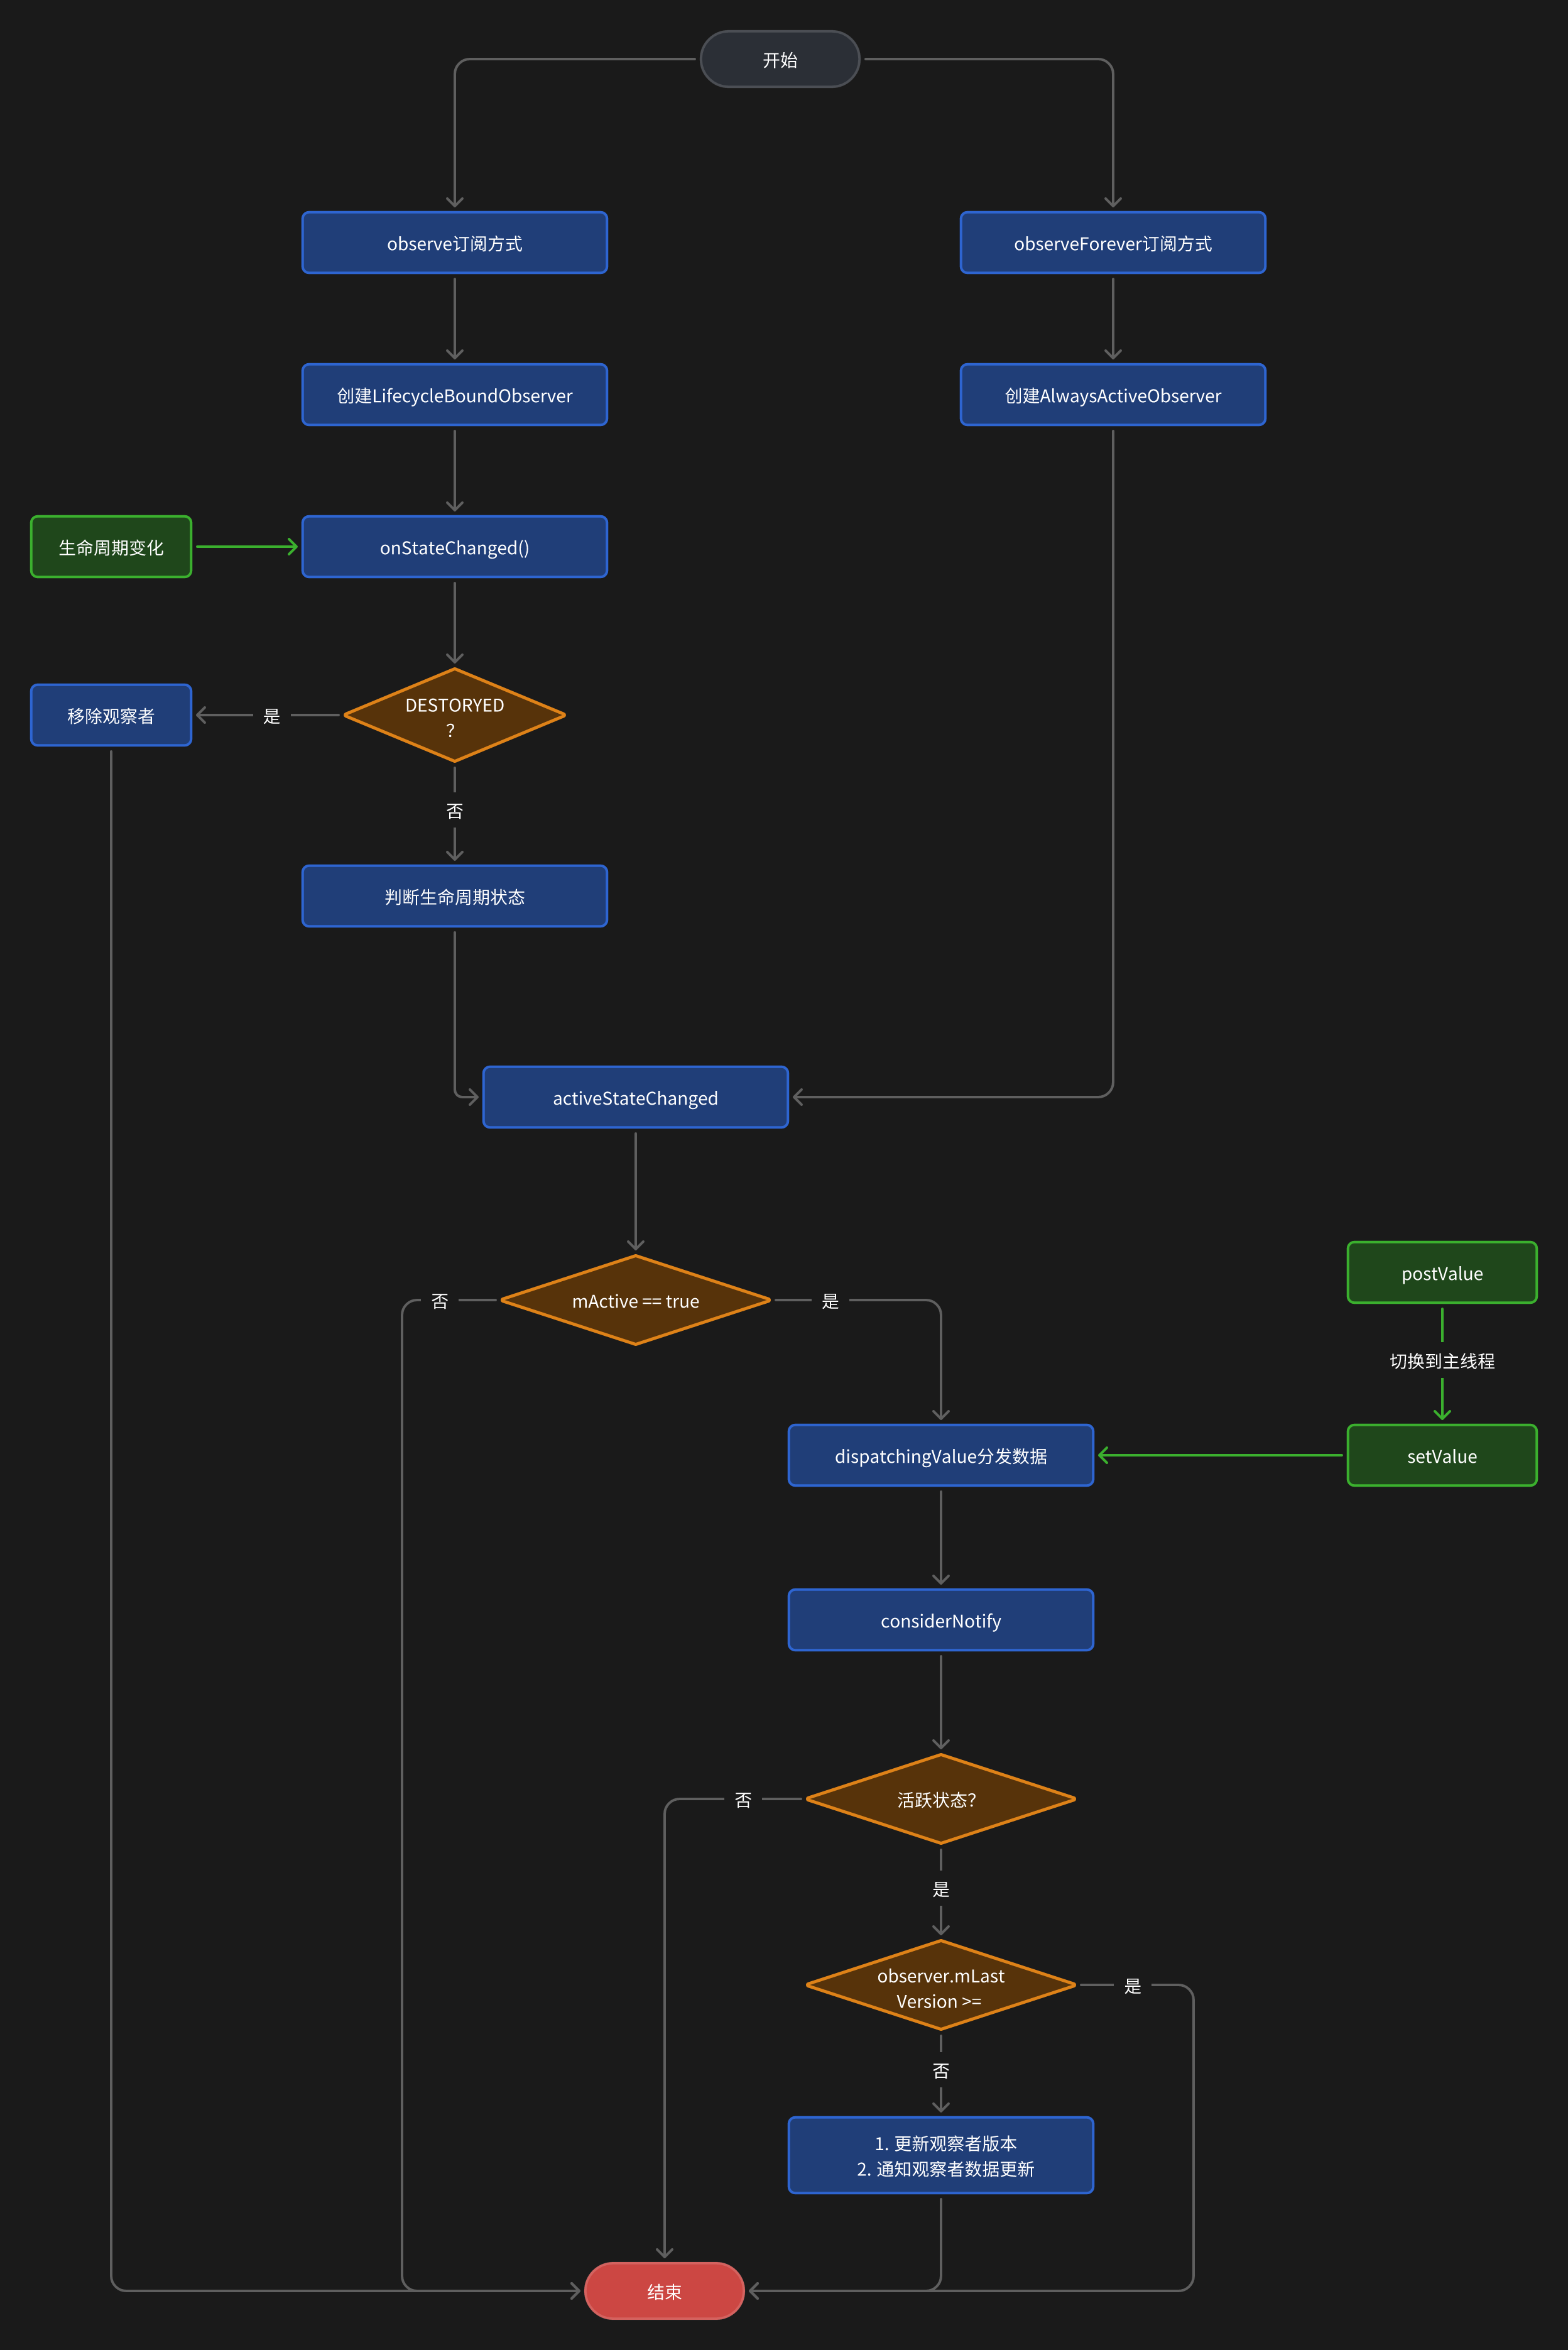 开始
observe订阅方式
observeForever订阅方式
创建LifecycleBoundObserver
创建AlwaysActiveObserver
生命周期变化
onStateChanged()
移除观察者
是
DESTORYED
？
否
判断生命周期状态
activeStateChanged
否
mActive == true
是
postValue
切换到主线程
dispatchingValue分发数据
setValue
considerNotify
否
活跃状态？
是
observer.mLast
Version >=
是
否
1. 更新观察者版本
2. 通知观察者数据更新
结束